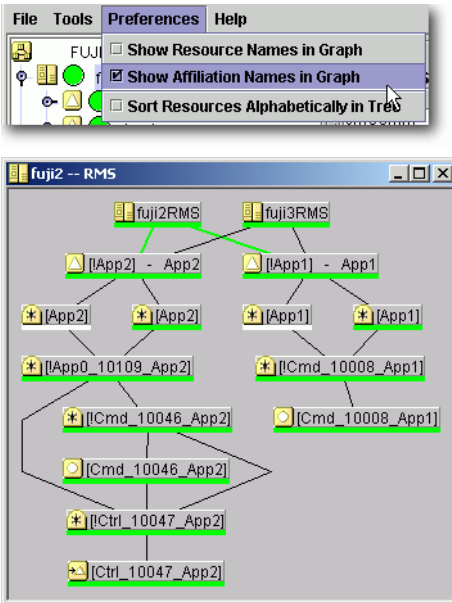 File Tools Preferences Help
FUJ
Show Resource Names in Graph
Show Affiliation Names in Graph
Sort Resources Alphabetically in Tree
fuji2 -- RMS
fuji2RMS fuji3RMS
[!App2] - App2 [!App1] - App1
[App2] [App2] [App1] [App1]
[!App0_10109_App2] [!Cmd_10008_App1]
[!Cmd_10046_App2] [Cmd_10008_App1]
[Cmd_10046_App2]
[!Ctrl_10047_App2]
[Ctrl_10047_App2]